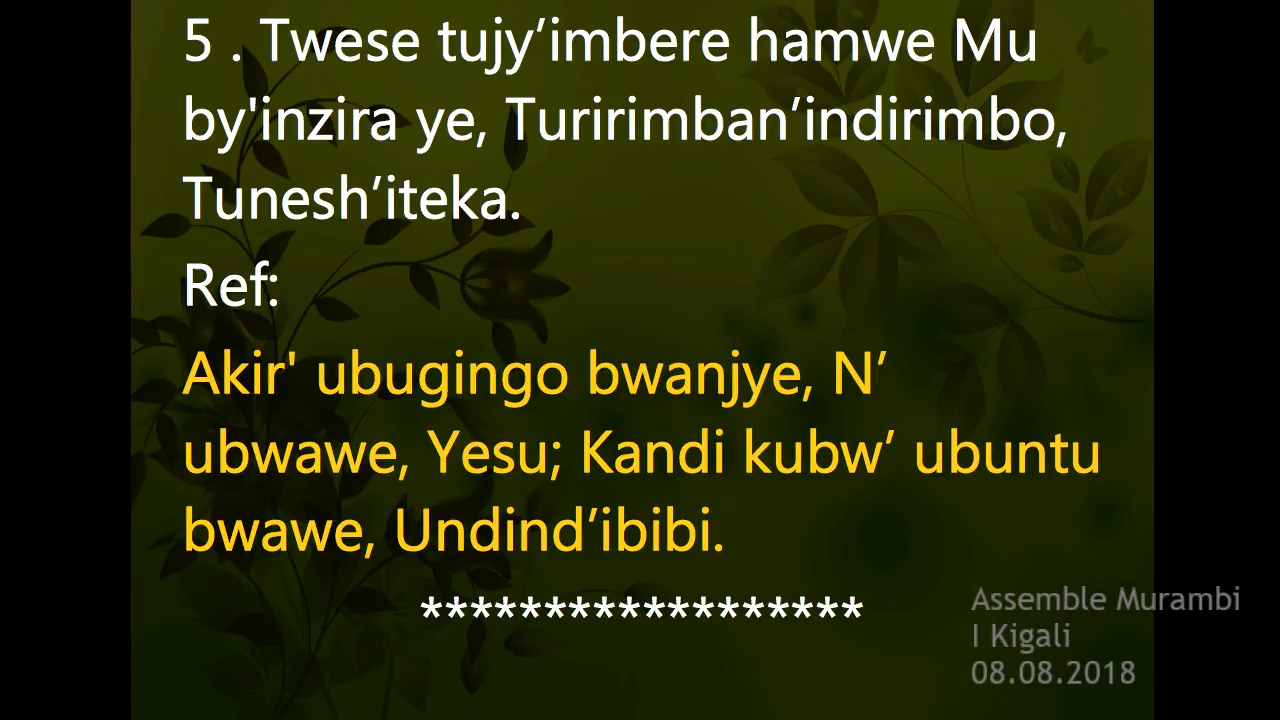 5 . Twese tujy’imbere hamwe Mu
by'inzira ye, Turirimban’indirimbo,
Tunesh’iteka.
Ref:
Akir' ubugingo bwanjye, N’
ubwawe, Yesu; Kandi kubw’ ubuntu
bwawe, Undind’ibibi.
******************
Assemble Murambi
I Kigali
08.08.2018